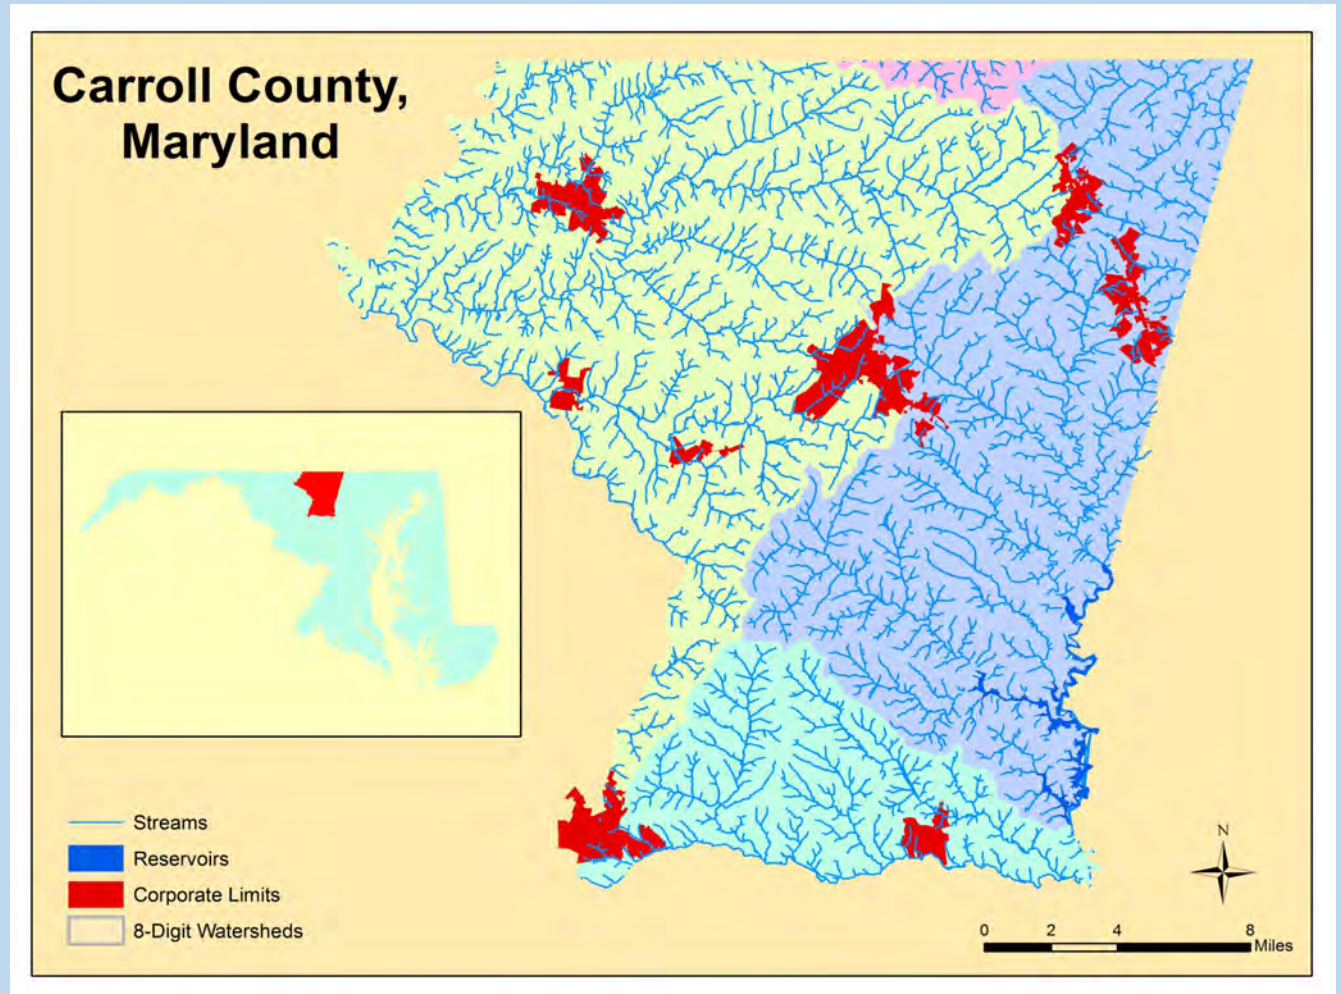 Carroll County,
Maryland
Streams
Reservoirs
Corporate Limits
8-Digit Watersheds
N
0 2 4 8
Miles